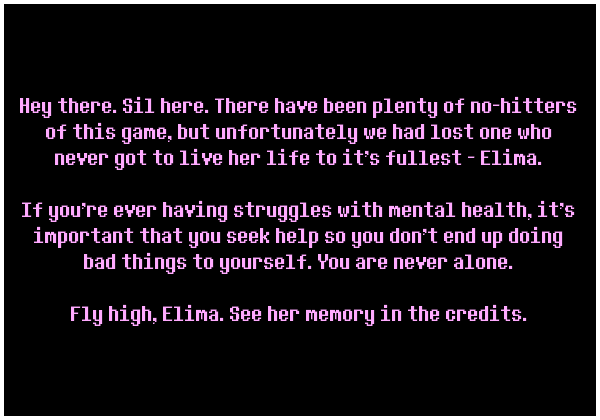 Hey there. Sil here. There have been plenty of no-hitters
of this game, but unfortunately we had lost one who
never got to live her life to it's fullest - Elima.
If you're ever having struggles with mental health, it's
important that you seek help so you don't end up doing
bad things to yourself. You are never alone.
Fly high, Elima. See her memory in the credits.